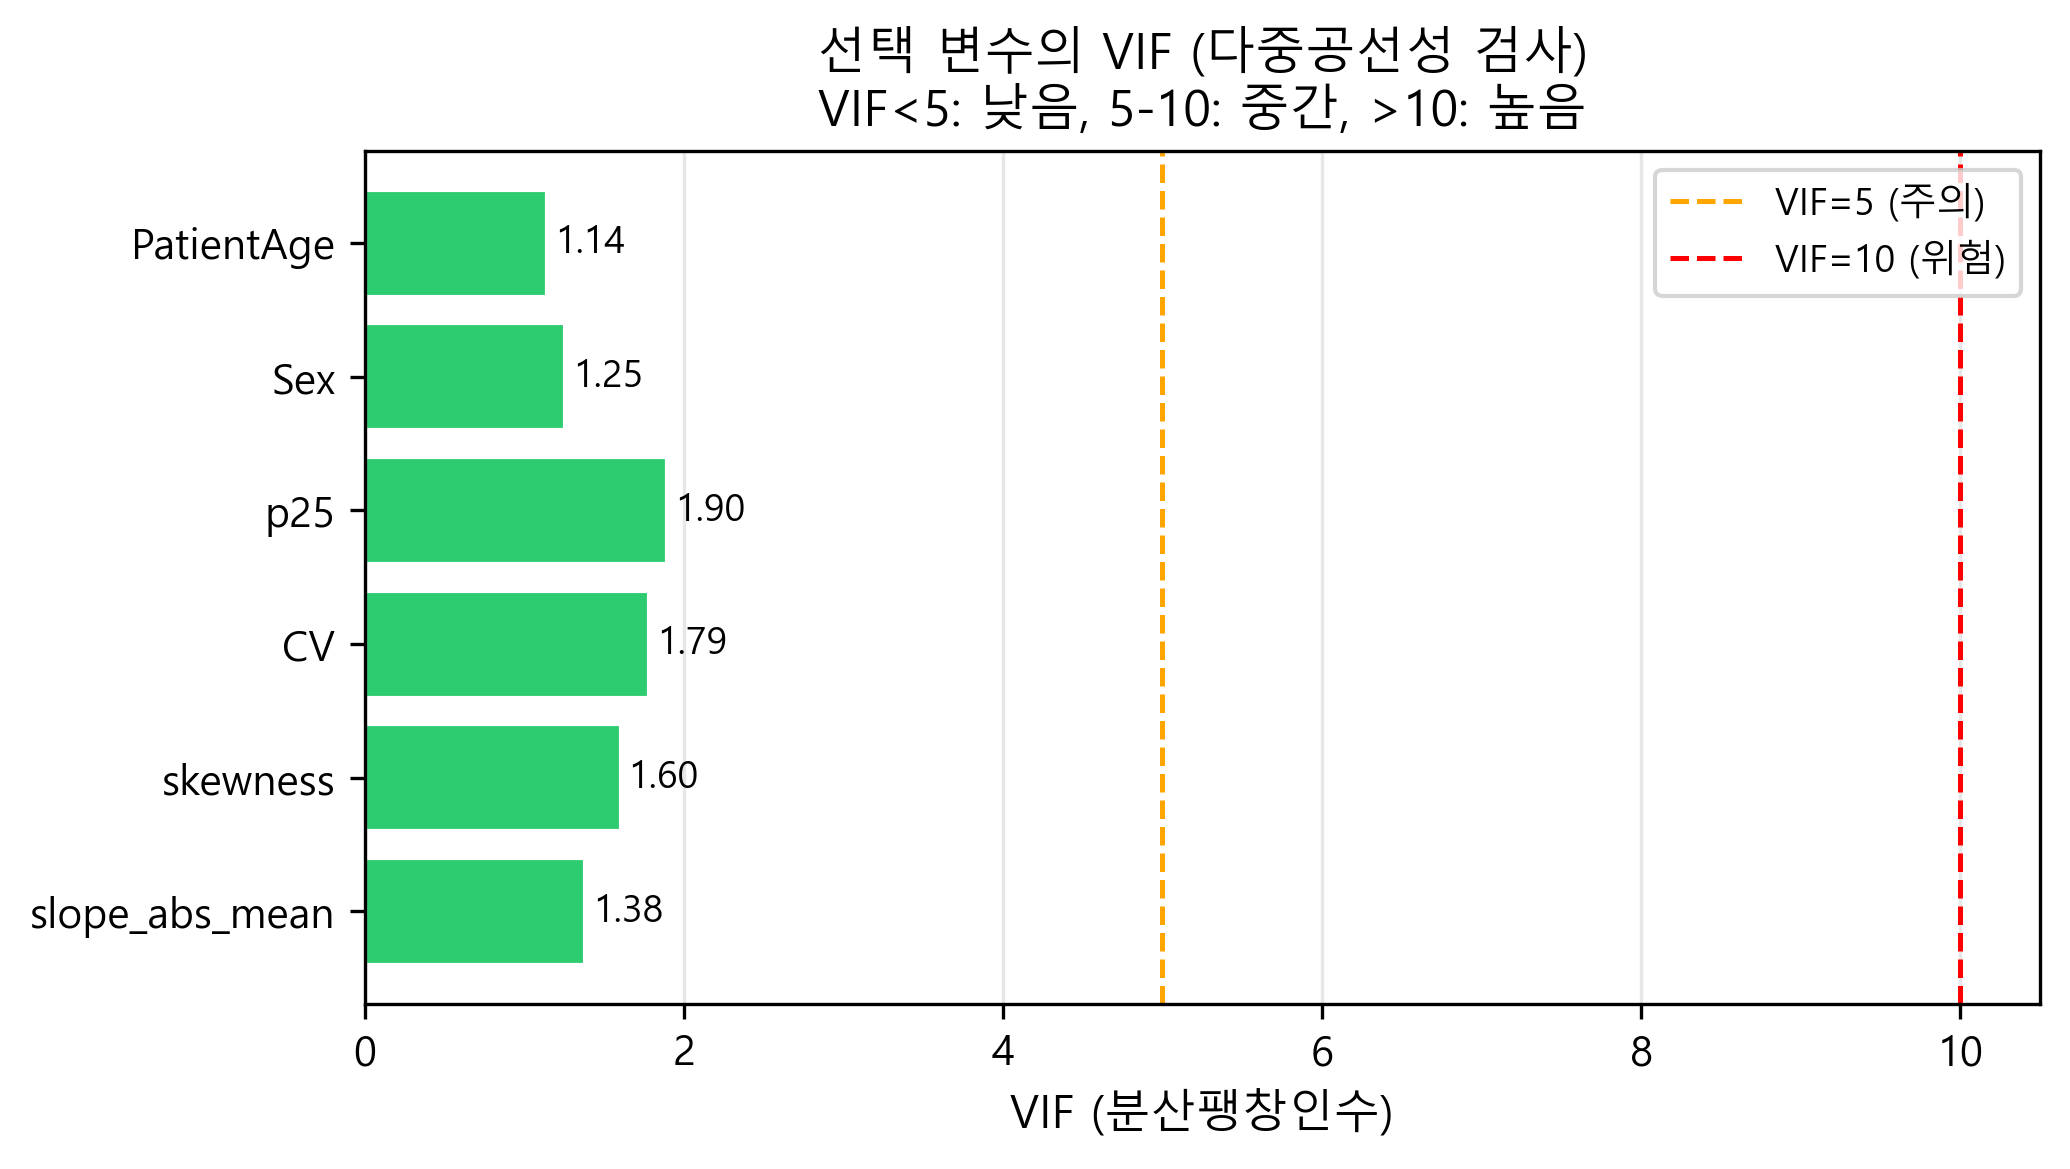 선택 변수의 VIF (다중공선성 검사)
VIF<5: 낮음, 5-10: 중간, >10: 높음
VIF=5 (주의)
VIF=10 (위험)
PatientAge 1.14
Sex 1.25
p25 1.90
CV 1.79
skewness 1.60
slope_abs_mean 1.38
0 2 4 6 8 10
VIF (분산팽창인수)